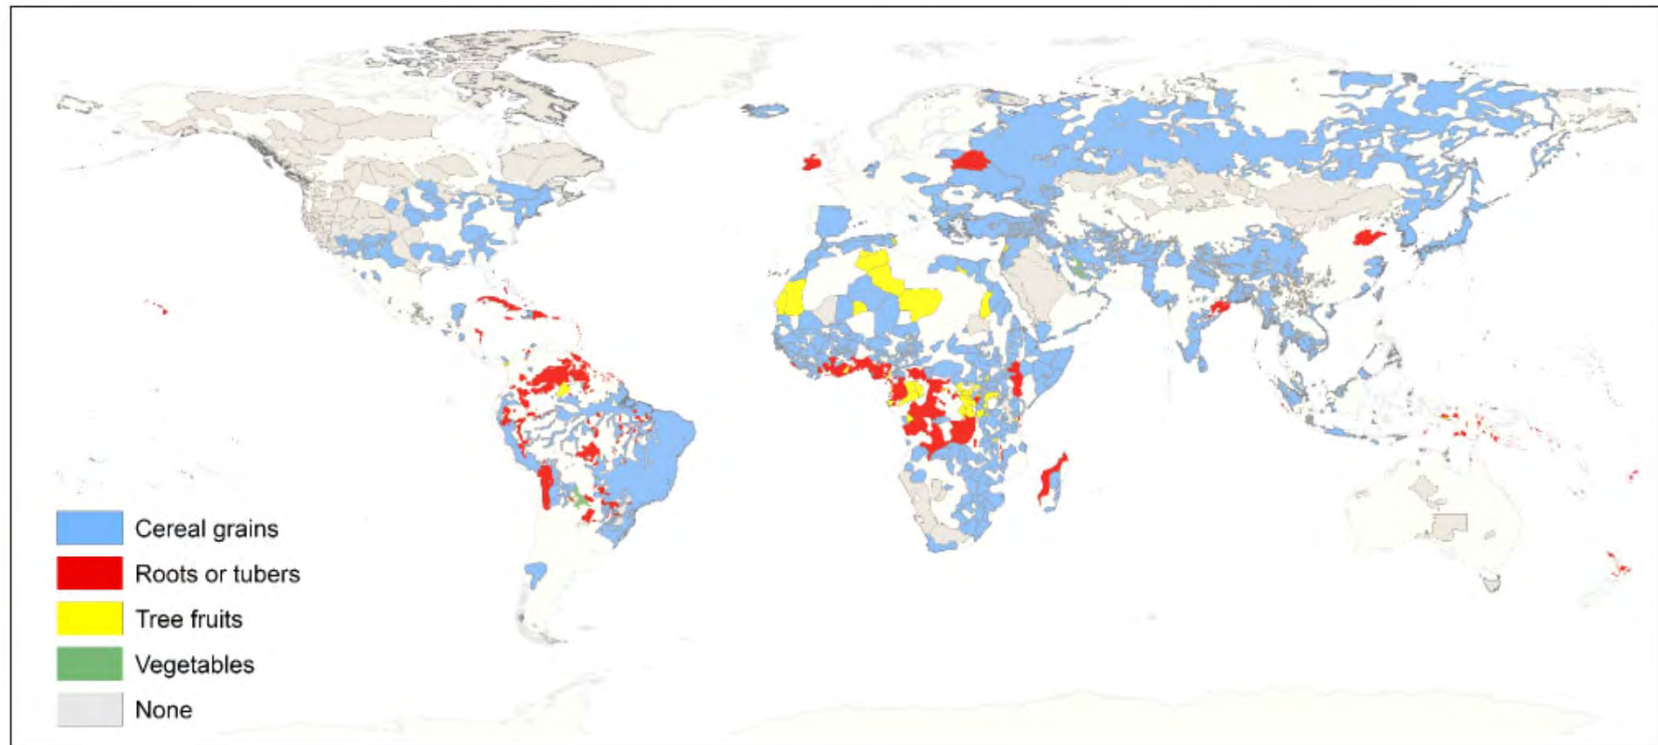 Cereal grains
Roots or tubers
Tree fruits
Vegetables
None